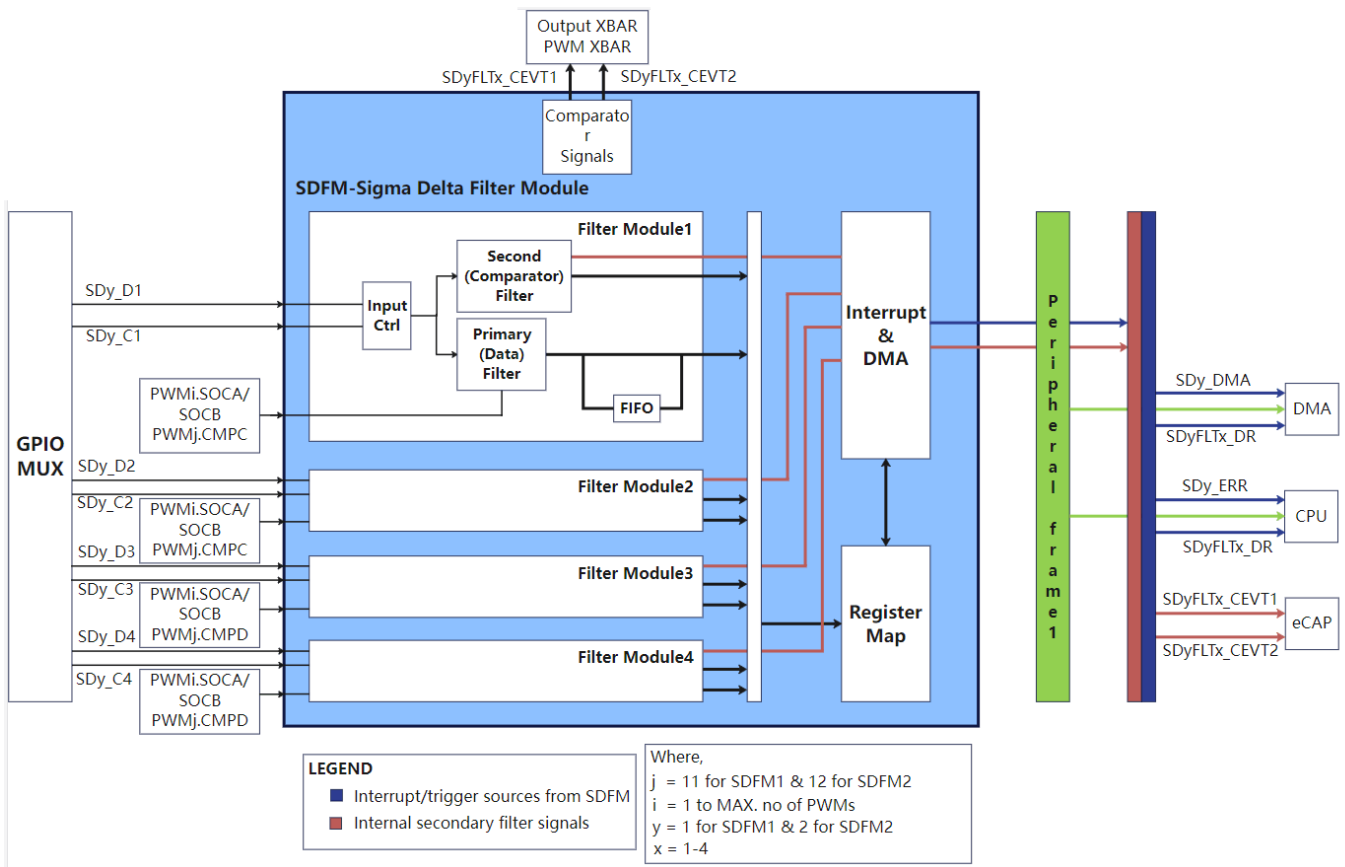 Output XBAR
PWM XBAR
SDyFLTx_CEVT1
SDyFLTx_CEVT2
Comparato
r
Signals
SDFM-Sigma Delta Filter Module
GPIO
MUX
SDy_D1
SDy_C1
PWMi.SOCA/
SOCB
PWMj.CMPC
Filter Module1
Input
Ctrl
Second
(Comparator)
Filter
Primary
(Data)
Filter
FIFO
SDy_D2
SDy_C2
PWMi.SOCA/
SOCB
PWMj.CMPC
Filter Module2
SDy_D3
SDy_C3
PWMi.SOCA/
SOCB
PWMj.CMPD
Filter Module3
SDy_D4
SDy_C4
PWMi.SOCA/
SOCB
PWMj.CMPD
Filter Module4
Interrupt
&
DMA
Register
Map
Peripheral frame1
SDy_DMA
SDyFLTx_DR
DMA
SDy_ERR
SDyFLTx_DR
CPU
SDyFLTx_CEVT1
SDyFLTx_CEVT2
eCAP
LEGEND
Interrupt/trigger sources from SDFM
Internal secondary filter signals
Where,
j = 11 for SDFM1 & 12 for SDFM2
i = 1 to MAX. no of PWMs
y = 1 for SDFM1 & 2 for SDFM2
x = 1-4